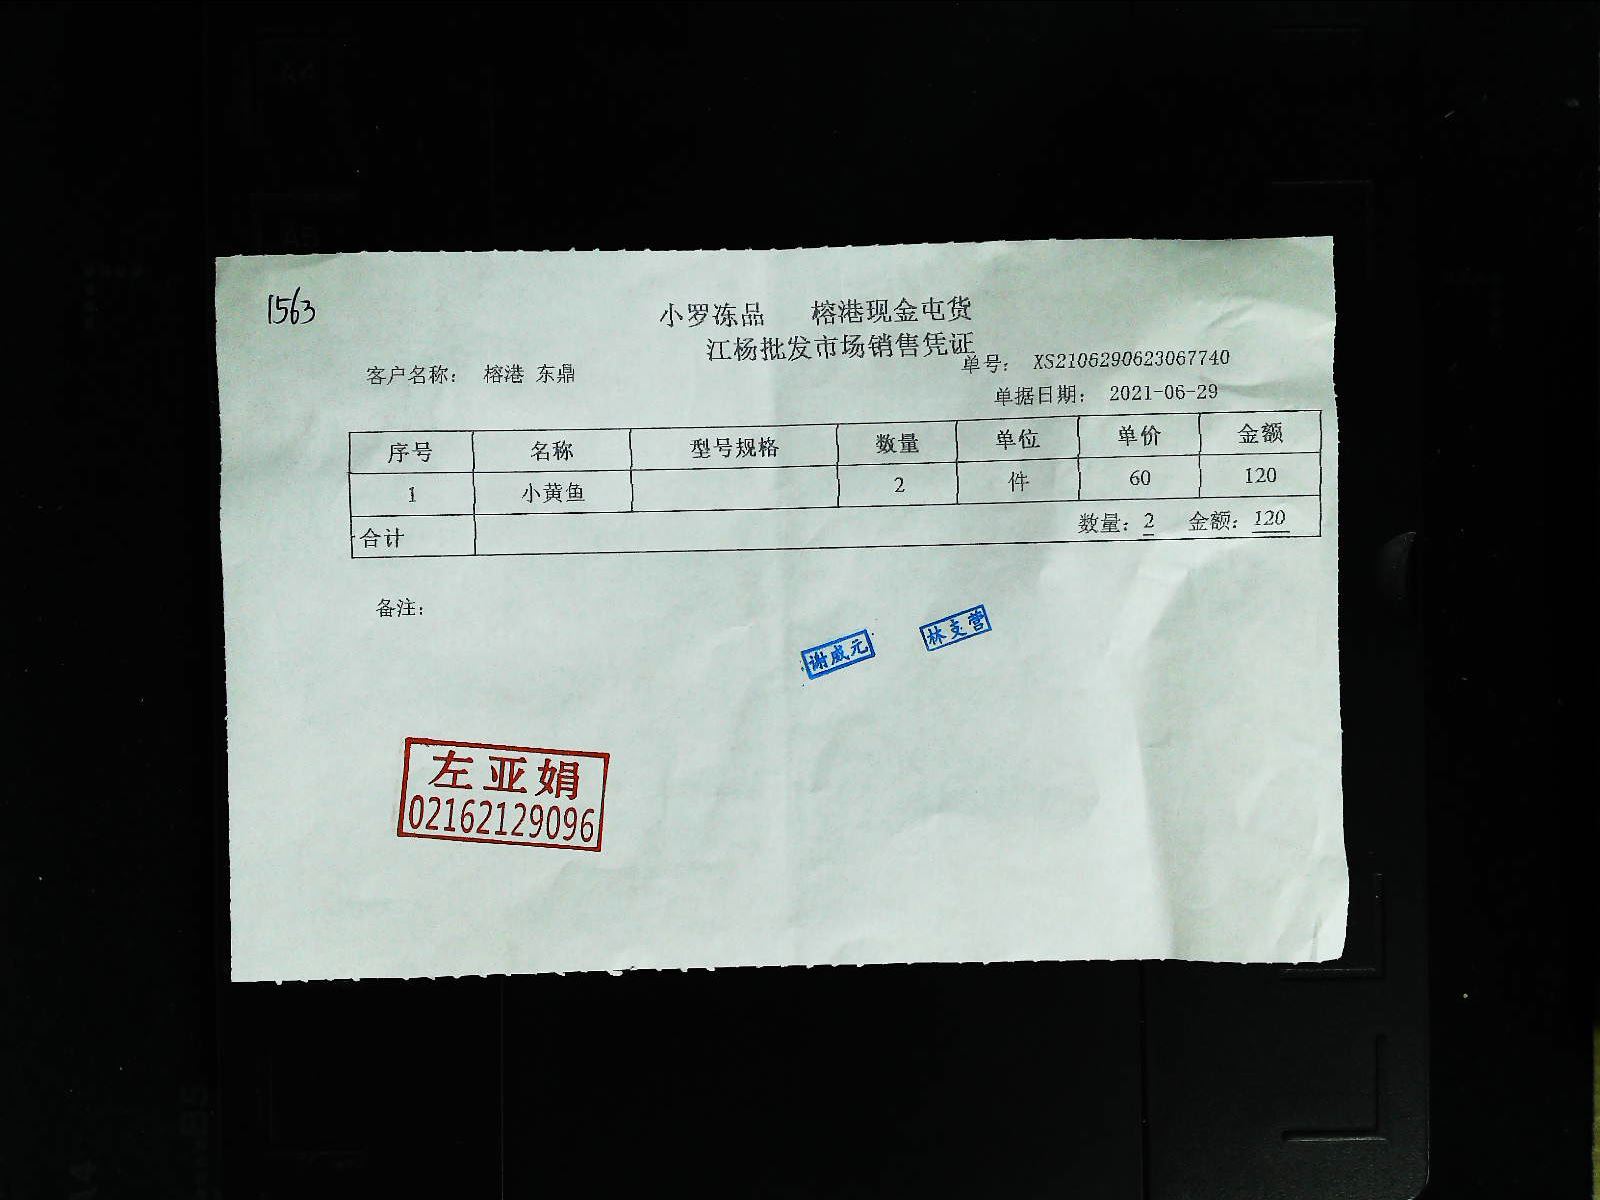 1563
小罗冻品 榕港现金屯货
江杨批发市场销售凭证
单号： XS2106290623067740
客户名称： 榕港 东鼎
单据日期： 2021-06-29
序号 名称 型号规格 数量 单位 单价 金额
1 小黄鱼 2 件 60 120
合计 数量：2 金额：120
备注：
谢威元 林支营
左亚娟
02162129096